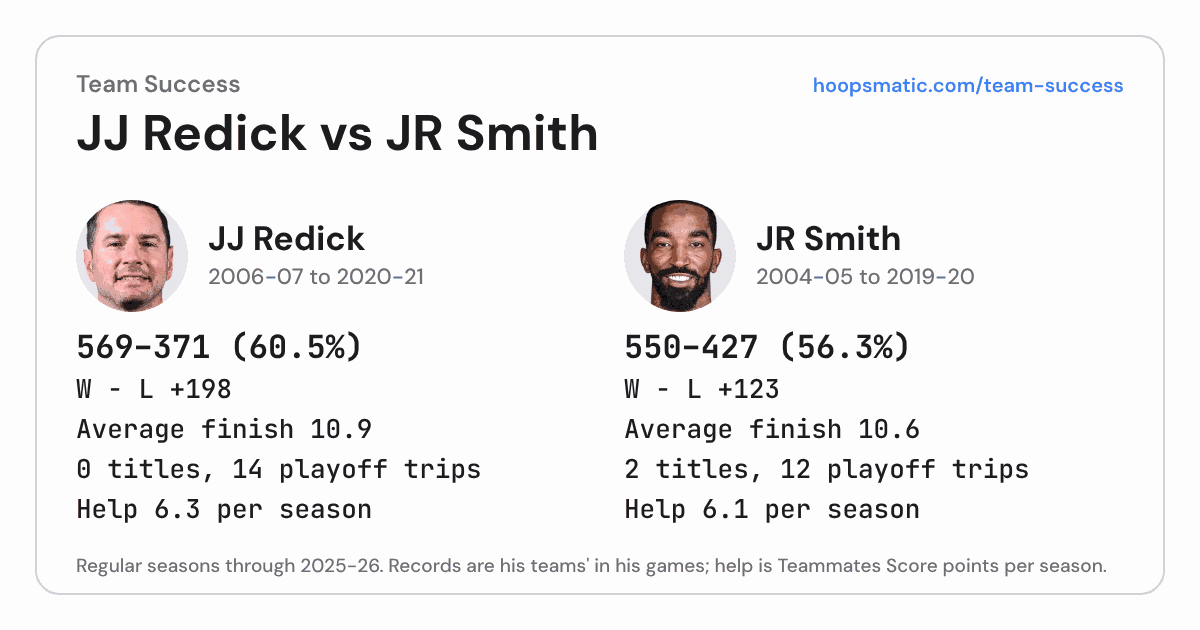 Team Success
hoopsmatic.com/team-success
JJ Redick vs JR Smith
JJ Redick
2006-07 to 2020-21
569-371 (60.5%)
W - L +198
Average finish 10.9
0 titles, 14 playoff trips
Help 6.3 per season
JR Smith
2004-05 to 2019-20
550-427 (56.3%)
W - L +123
Average finish 10.6
2 titles, 12 playoff trips
Help 6.1 per season
Regular seasons through 2025-26. Records are his teams' in his games; help is Teammates Score points per season.